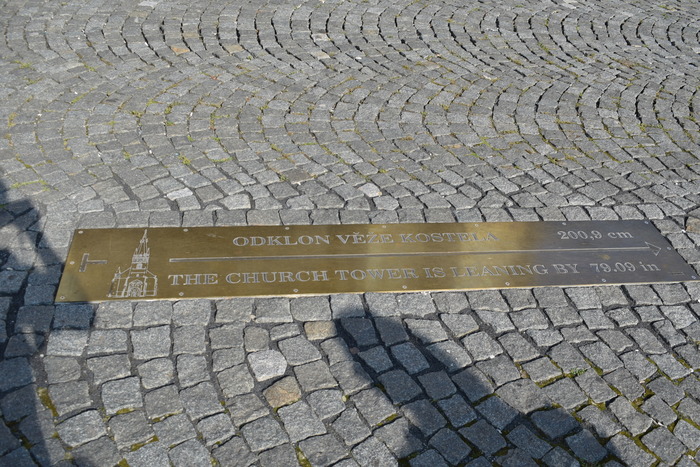 ODKLON VĚŽE KOSTELA 200,9 cm
THE CHURCH TOWER IS LEANING BY 79.09 in